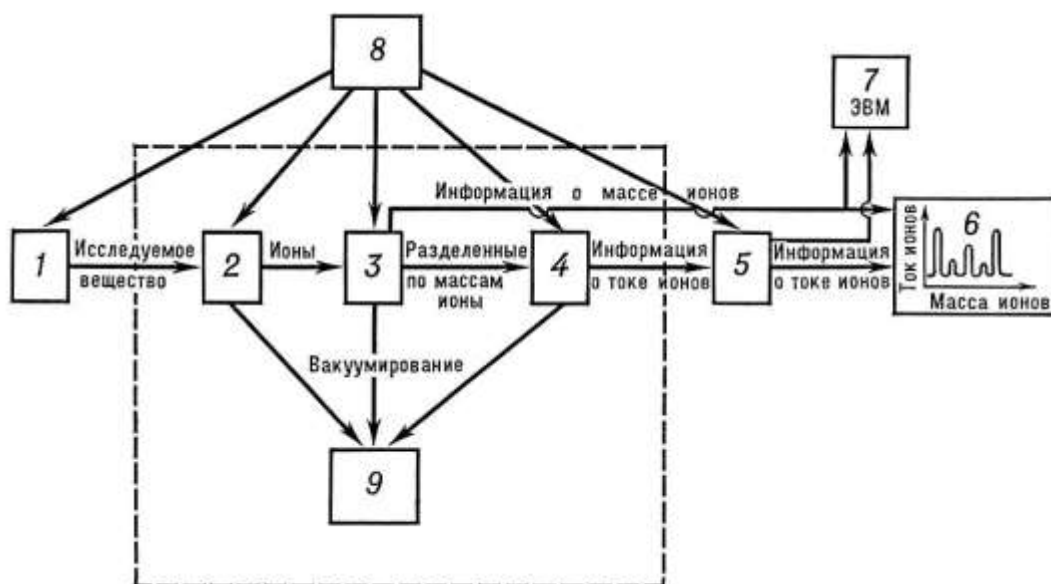 8
7
ЭВМ
Информация о массе ионов
1
Исследуемое
вещество
2
Ионы
3
Разделенные
по массам
ионы
4
Информация
о токе ионов
5
Информация
о токе ионов
6
Ток ионов
Масса ионов
Вакуумирование
9